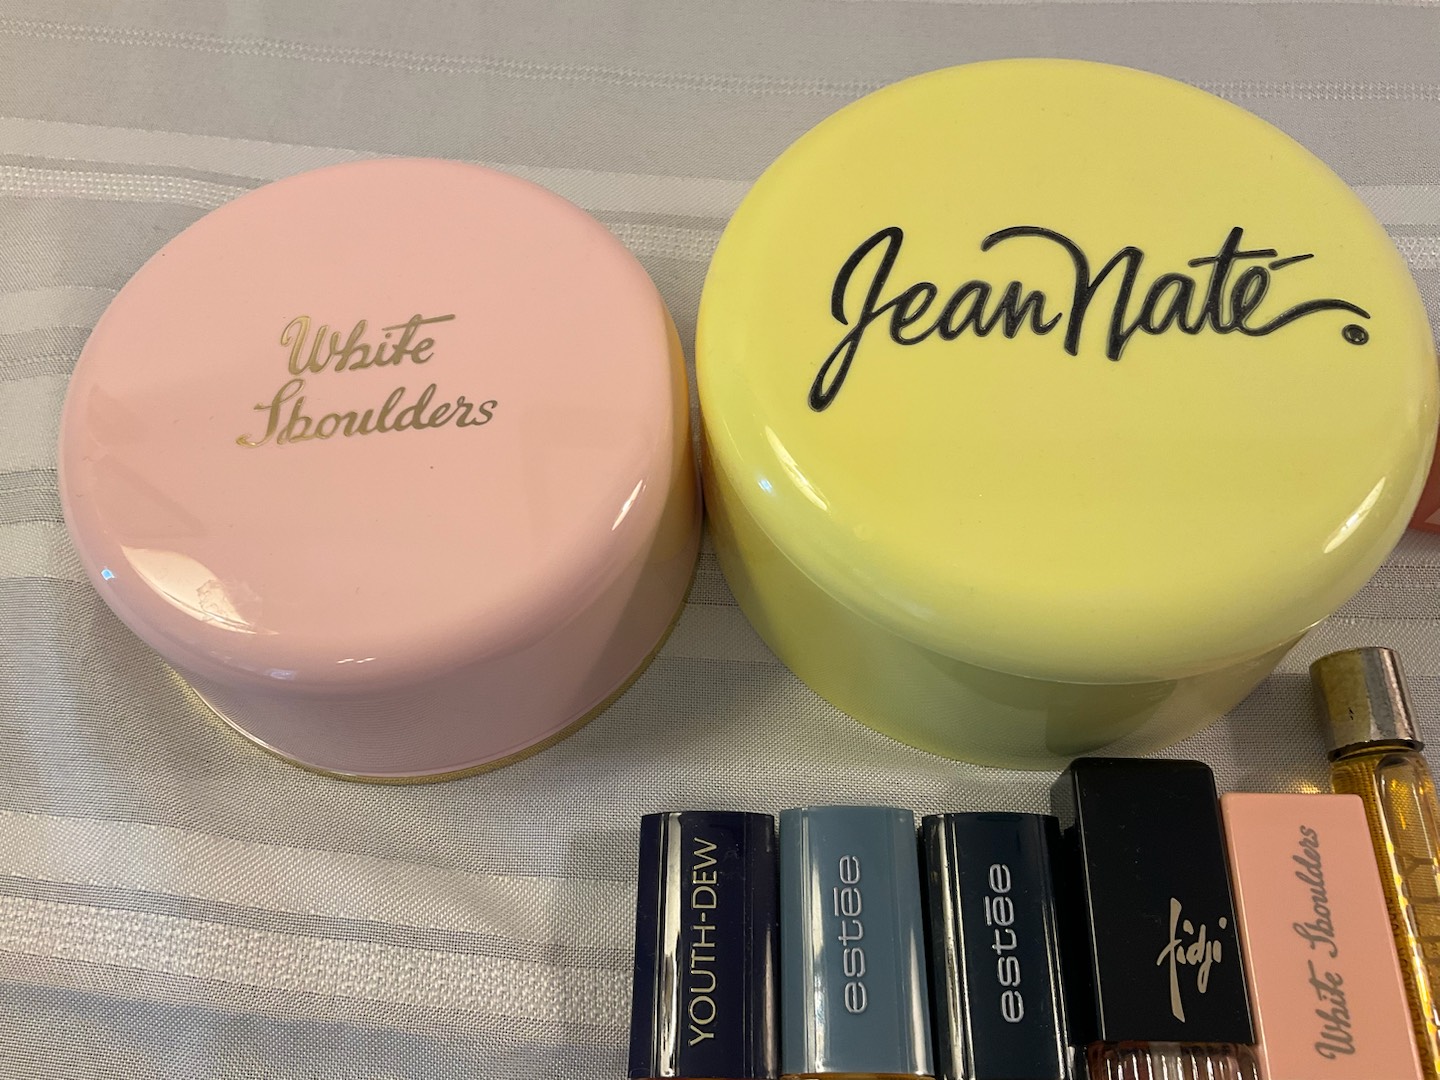 White
Shoulders
Jean Naté.
YOUTH-DEW
estēe
estēe
fidji
White Shoulders